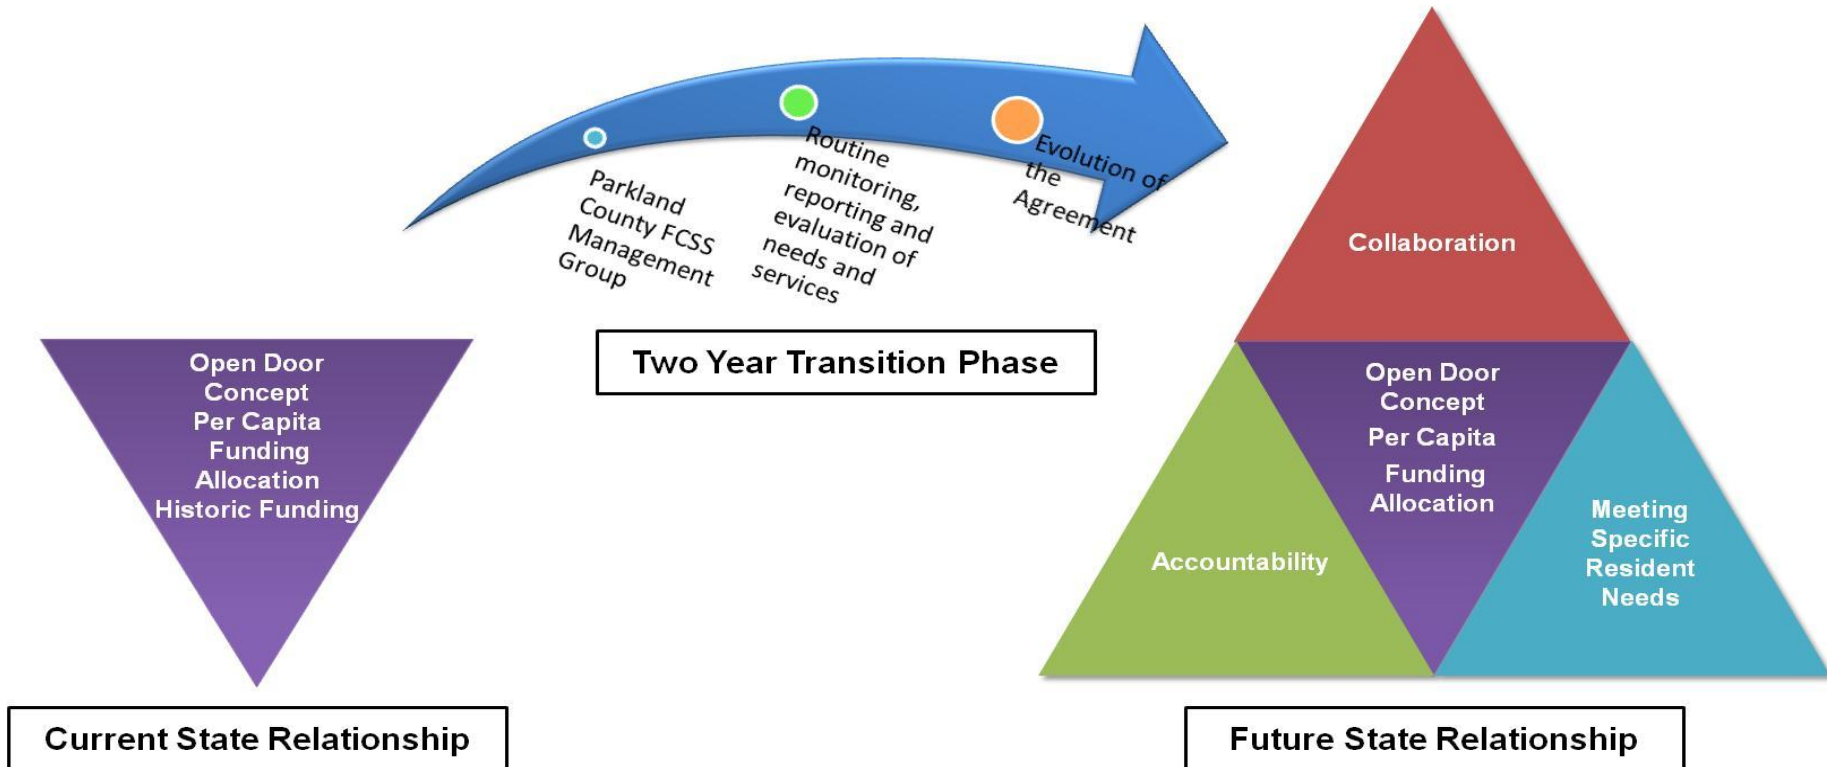 Parkland
County FCSS
Management
Group
Routine
monitoring,
reporting and
evaluation of
needs and
services
Evolution of
the
Agreement
Two Year Transition Phase
Open Door
Concept
Per Capita
Funding
Allocation
Historic Funding
Current State Relationship
Collaboration
Open Door
Concept
Per Capita
Funding
Allocation
Accountability
Meeting
Specific
Resident
Needs
Future State Relationship